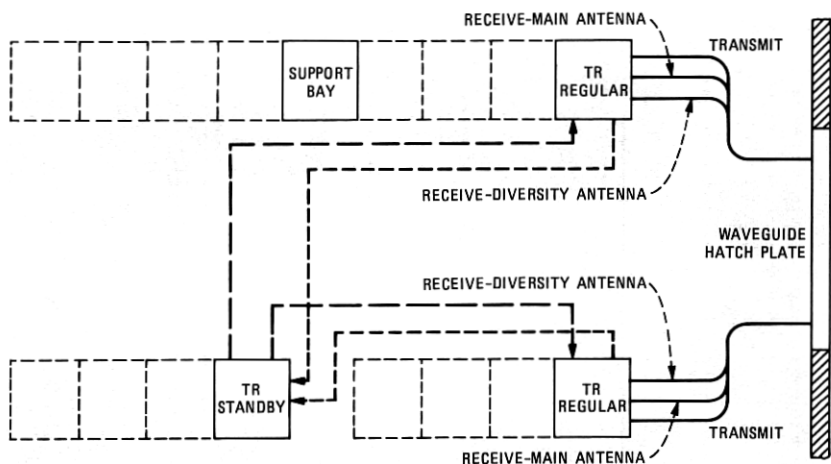 RECEIVE-MAIN ANTENNA
TRANSMIT
SUPPORT
BAY
TR
REGULAR
RECEIVE-DIVERSITY ANTENNA
WAVEGUIDE
HATCH PLATE
RECEIVE-DIVERSITY ANTENNA
TR
STANDBY
TR
REGULAR
TRANSMIT
RECEIVE-MAIN ANTENNA